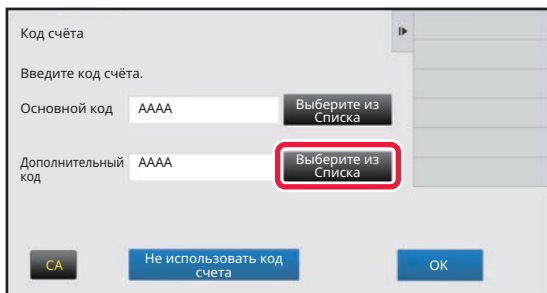 Код счёта
Введите код счёта.
Основной код
AAAA
Выберите из
Списка
Дополнительный
код
AAAA
Выберите из
Списка
CA
Не использовать код
счета
OK